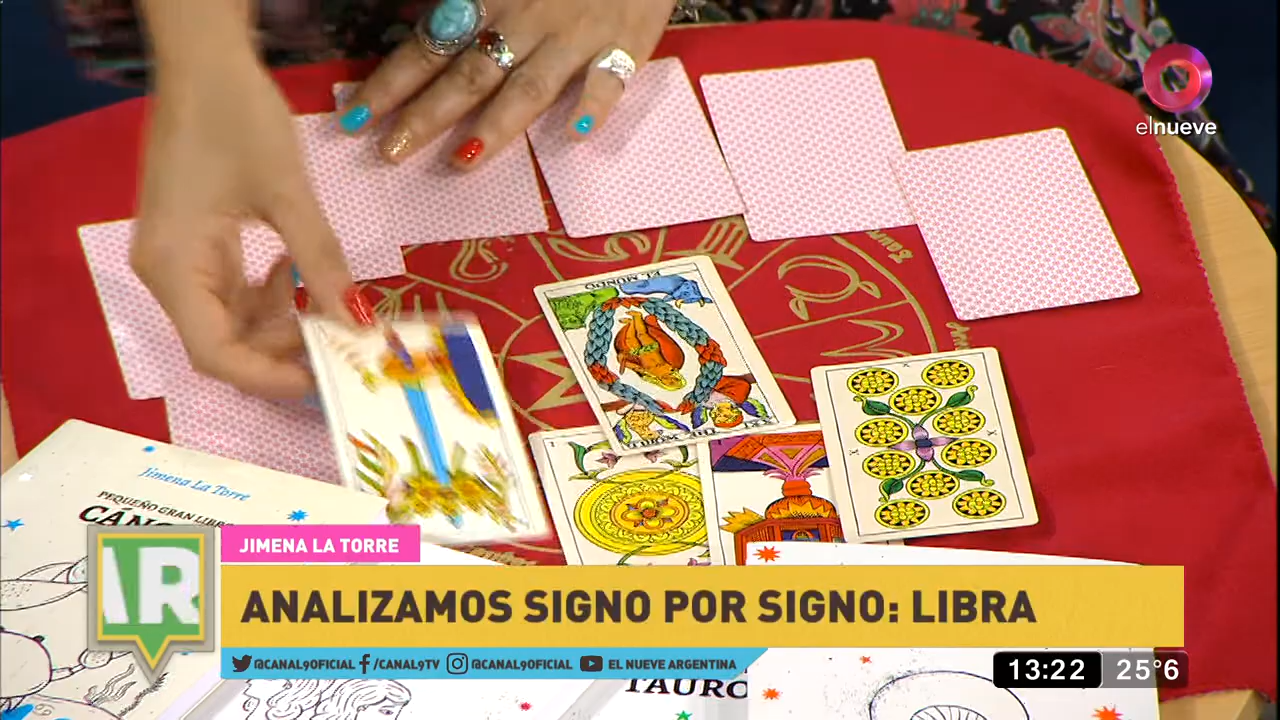 elnueve
EL MUNDO
Jimena La Torre
PEQUEÑO GRAN LIBRO
JIMENA LA TORRE
ANALIZAMOS SIGNO POR SIGNO: LIBRA
@CANAL9OFICIAL /CANAL9TV @CANAL9OFICIAL EL NUEVE ARGENTINA
13:22 25°6
TAURO